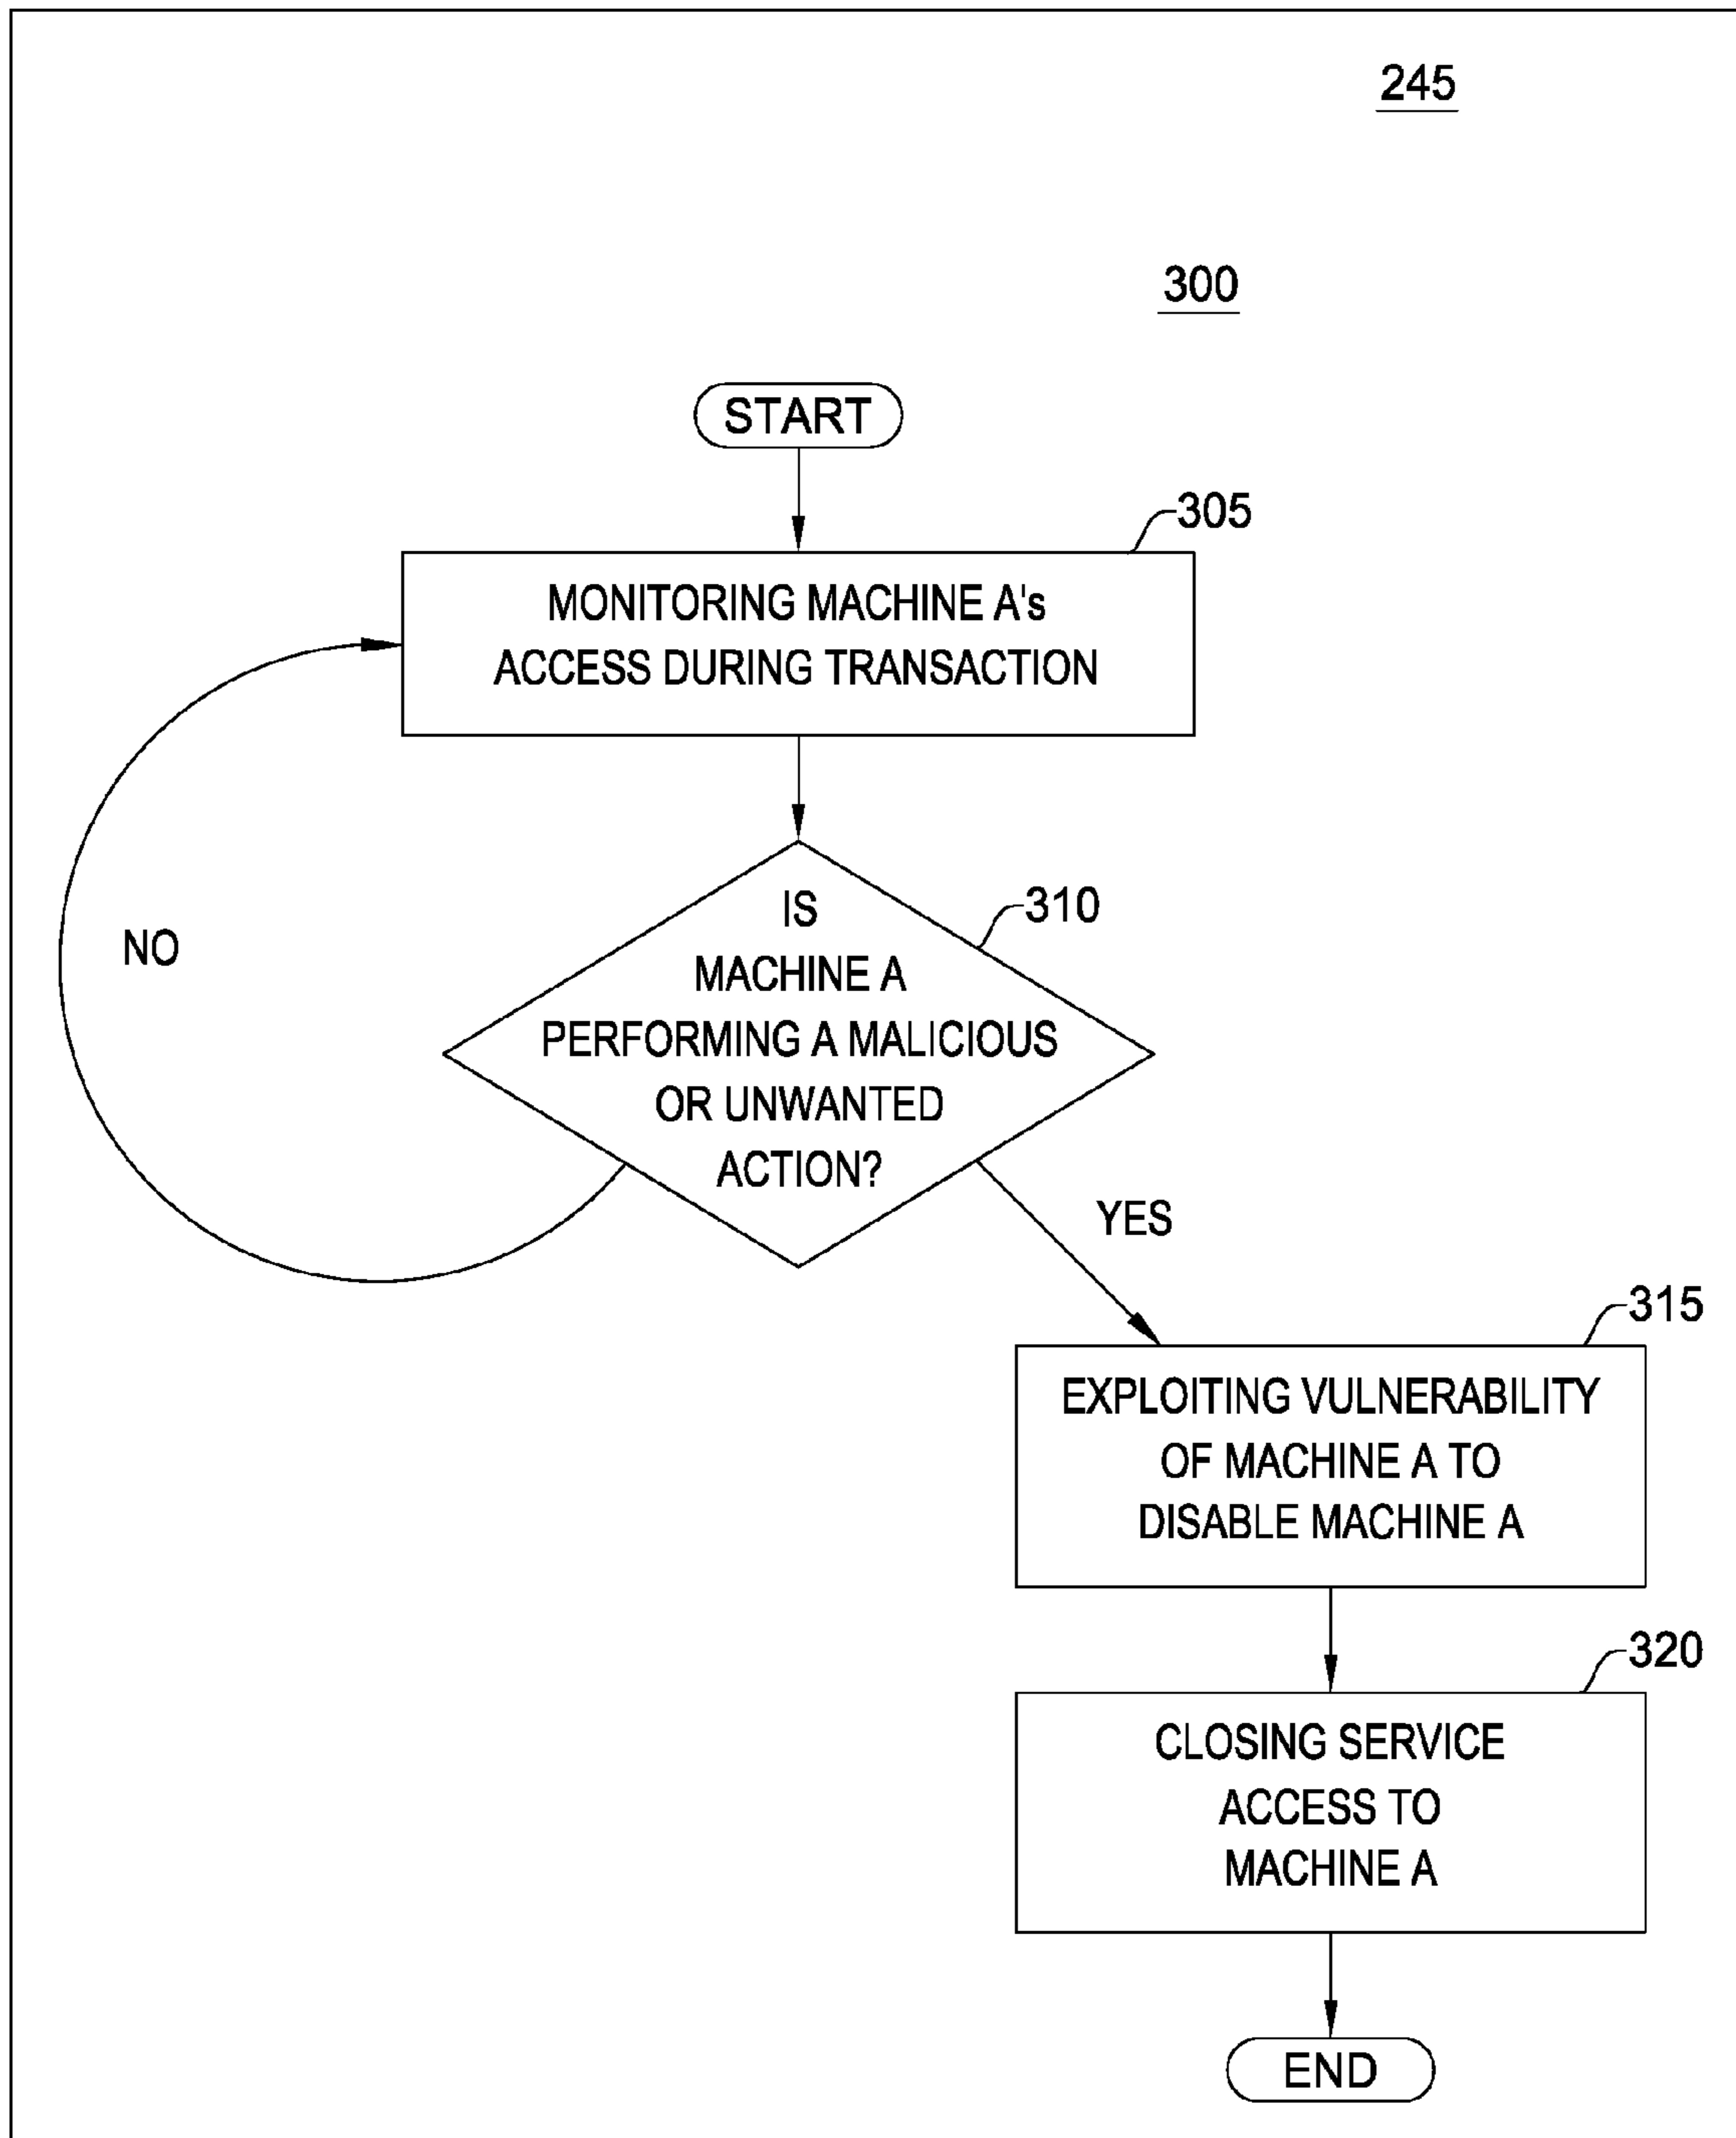 245
300
START
305
MONITORING MACHINE A's
ACCESS DURING TRANSACTION
310
IS
MACHINE A
PERFORMING A MALICIOUS
OR UNWANTED
ACTION?
NO
YES
315
EXPLOITING VULNERABILITY
OF MACHINE A TO
DISABLE MACHINE A
320
CLOSING SERVICE
ACCESS TO
MACHINE A
END